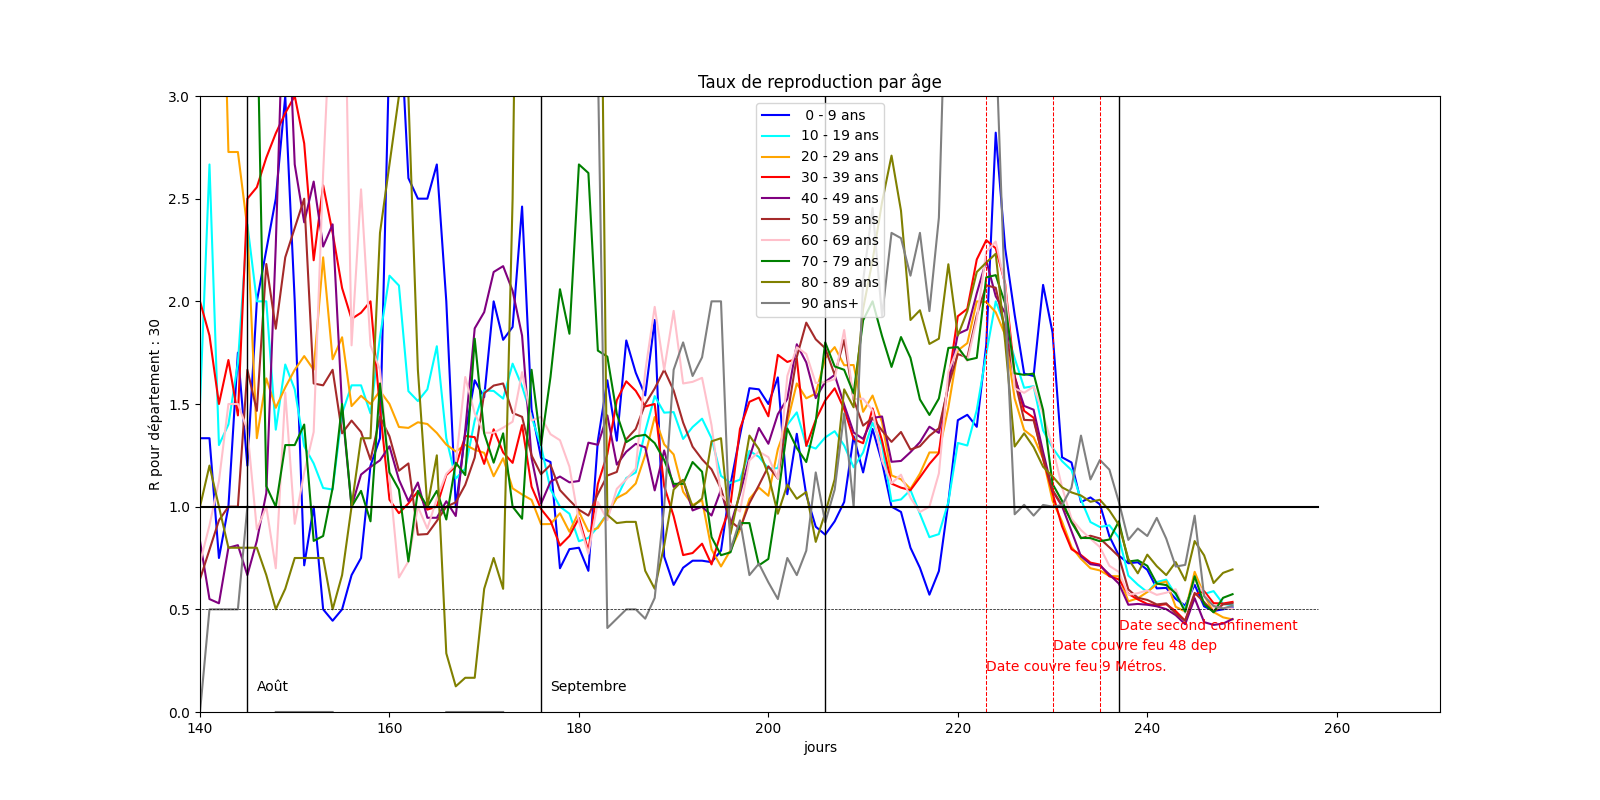 Taux de reproduction par âge
R pour département : 30
3.0
2.5
2.0
1.5
1.0
0.5
0.0
0 - 9 ans
10 - 19 ans
20 - 29 ans
30 - 39 ans
40 - 49 ans
50 - 59 ans
60 - 69 ans
70 - 79 ans
80 - 89 ans
90 ans+
Date second confinement
Date couvre feu 48 dep
Date couvre feu 9 Métros.
Août
Septembre
140 160 180 200 220 240 260
jours